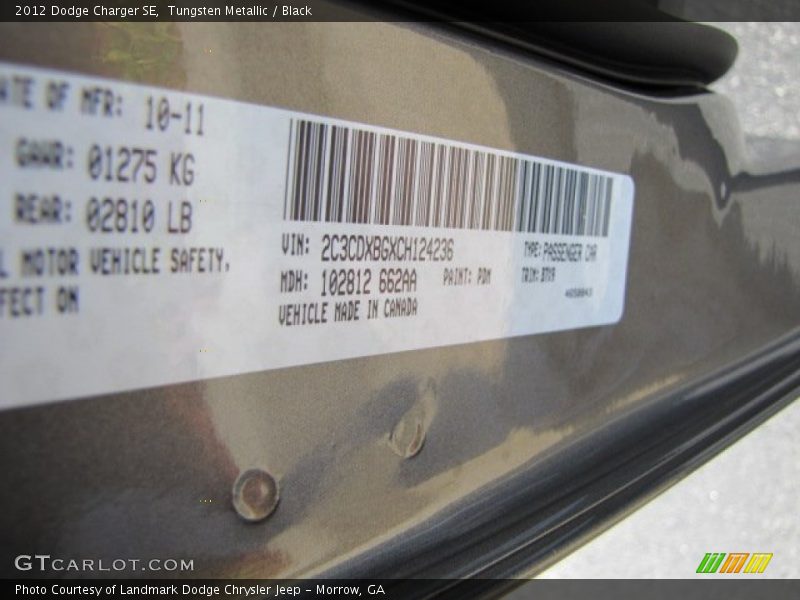 2012 Dodge Charger SE,  Tungsten Metallic / Black
ATE OF MFR: 10-11
GAWR: 01275 KG
REAR: 02810 LB
L MOTOR VEHICLE SAFETY,
FFECT ON
VIN: 2C3CDXBGXCH124236
TYPE: PASSENGER CAR
MDH: 102812 662AA
PAINT: PDM
TRIM: BTX9
VEHICLE MADE IN CANADA
GTCARLOT.COM
Photo Courtesy of Landmark Dodge Chrysler Jeep - Morrow, GA